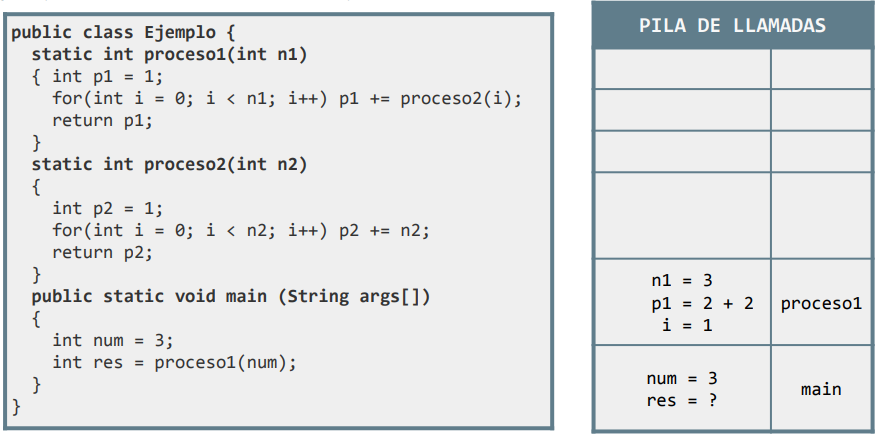 public class Ejemplo {
static int proceso1(int n1)
{ int p1 = 1;
for(int i = 0; i < n1; i++) p1 += proceso2(i);
return p1;
}
static int proceso2(int n2)
{
int p2 = 1;
for(int i = 0; i < n2; i++) p2 += n2;
return p2;
}
public static void main (String args[])
{
int num = 3;
int res = proceso1(num);
}
}
PILA DE LLAMADAS
n1 = 3
p1 = 2 + 2
i = 1
proceso1
num = 3
res = ?
main